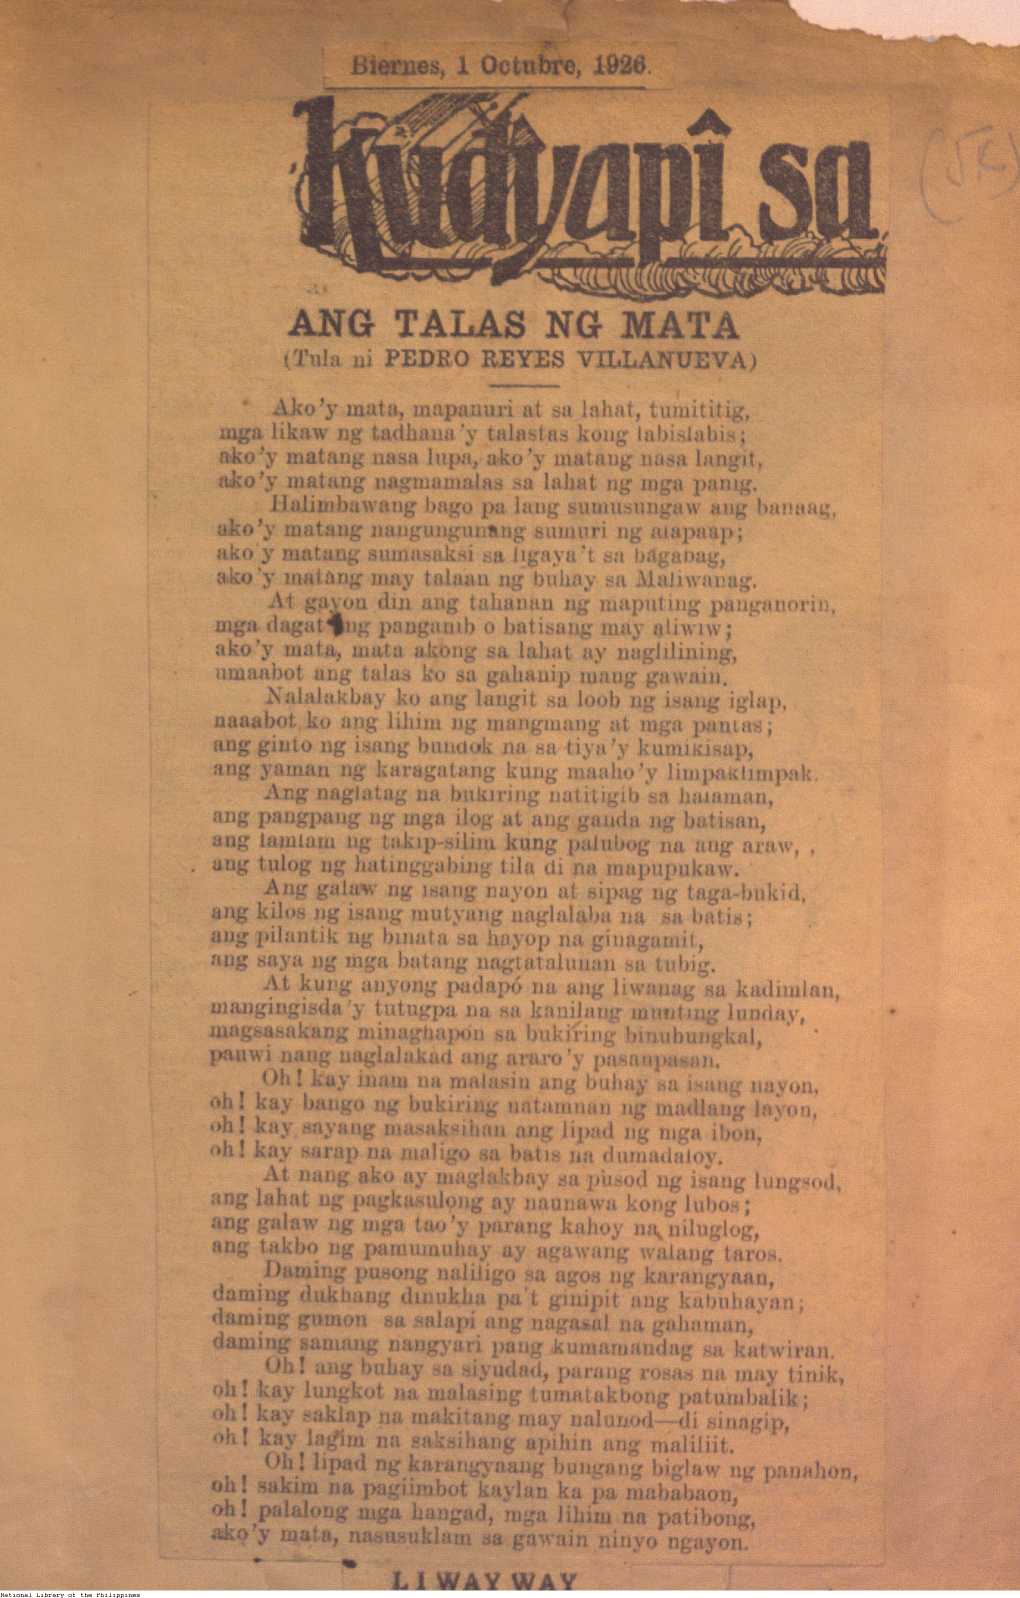 Biernes, 1 Octubre, 1926.
Kudyapî sa
ANG TALAS NG MATA
(Tula ni PEDRO REYES VILLANUEVA)
Ako'y mata, mapanuri at sa lahat, tumititig,
mga likaw ng tadhana'y talastas kong labislabis;
ako'y matang nasa lupa, ako'y matang nasa langit,
ako'y matang nagmamalas sa lahat ng mga panig.
Halimbawang bago pa lang sumusungaw ang banaag,
ako'y matang nangungunang sumuri ng alapaap;
ako'y matang sumasaksi sa ligaya't sa bagabag,
ako'y matang may talaan ng buhay sa Maliwanag.
At gayon din ang tahanan ng maputing panganorin,
mga dagat ng panganib o batisang may aliwiw;
ako'y mata, mata akong sa lahat ay naglilining,
umaabot ang talas ko sa gahanip mang gawain.
Nalalakbay ko ang langit sa loob ng isang iglap,
naaabot ko ang lihim ng mangmang at mga pantas;
ang ginto ng isang bundok na sa tiya'y kumikisap,
ang yaman ng karagatang kung maaho'y limpaklimpak.
Ang naglatag na bukiring natitigib sa halaman,
ang pangpang ng mga ilog at ang ganda ng batisan,
ang lamlam ng takip-silim kung palubog na ang araw,
ang tulog ng hatinggabing tila di na mapupukaw.
Ang galaw ng isang nayon at sipag ng taga-bukid,
ang kilos ng isang mutyang naglalaba na sa batis;
ang pilantik ng binata sa hayop na ginagamit,
ang saya ng mga batang nagtatalunan sa tubig.
At kung anyong padapó na ang liwanag sa kadimlan,
mangingisda'y tutugpa na sa kanilang munting lunday,
magsasakang minaghapon sa bukiring binubungkal,
pauwi nang naglalakad ang araro'y pasanpasan.
Oh! kay inam na malasin ang buhay sa isang nayon,
oh! kay bango ng bukiring natamnan ng madlang layon,
oh! kay sayang masaksihan ang lipad ng mga ibon,
oh! kay sarap na maligo sa batis na dumadaloy.
At nang ako ay maglakbay sa pusod ng isang lungsod,
ang lahat ng pagkasulong ay naunawa kong lubos;
ang galaw ng mga tao'y parang kahoy na niluglog,
ang takbo ng pamumuhay ay agawang walang taros.
Daming pusong naliligo sa agos ng karangyaan,
daming dukhang dinukha pa't ginipit ang kabuhayan;
daming gumon sa salapi ang nagasal na gahaman,
daming samang nangyari pang kumamandag sa katwiran.
Oh! ang buhay sa siyudad, parang rosas na may tinik,
oh! kay lungkot na malasing tumatakbong patumbalik;
oh! kay saklap na makitang may nalunod—di sinagip,
oh! kay lagim na saksihang apihin ang maliliit.
Oh! lipad ng karangyaang bungang biglaw ng panahon,
oh! sakim na pagiimbot kaylan ka pa mababaon,
oh! palalong mga hangad, mga lihim na patibong,
ako'y mata, nasusuklam sa gawain ninyo ngayon.
LIWAYWAY
National Library of the Philippines